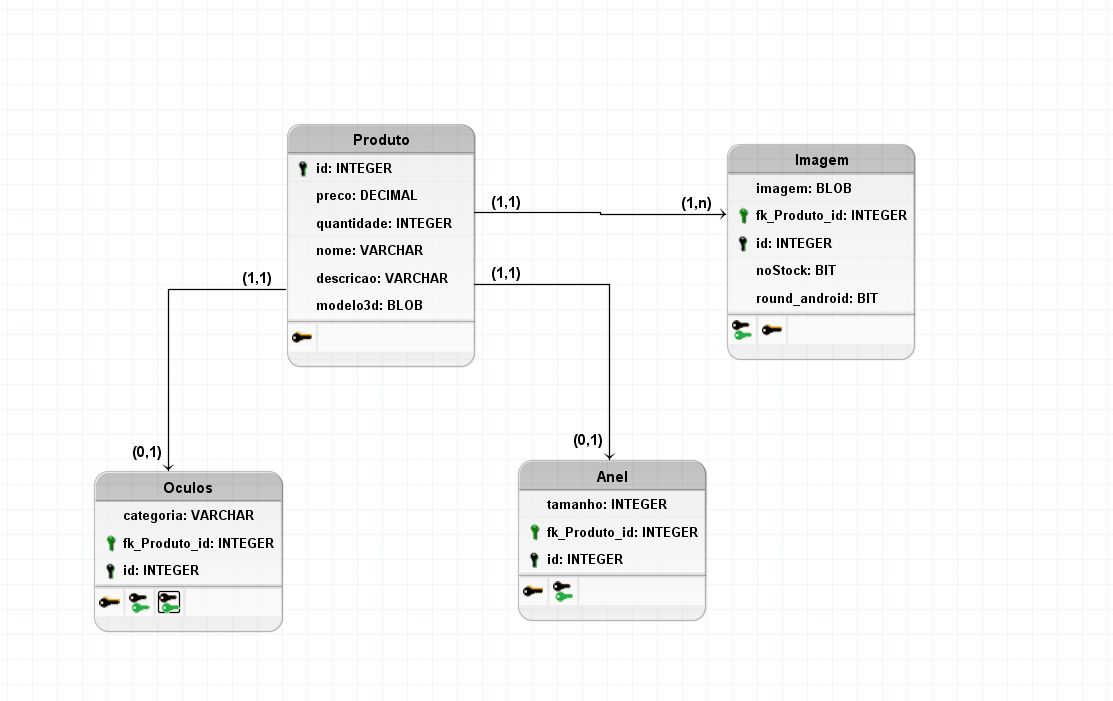 Produto
id: INTEGER
preco: DECIMAL
quantidade: INTEGER
nome: VARCHAR
descricao: VARCHAR
modelo3d: BLOB
(1,1)
(1,n)
(1,1)
(1,1)
Imagem
imagem: BLOB
fk_Produto_id: INTEGER
id: INTEGER
noStock: BIT
round_android: BIT
(0,1)
Oculos
categoria: VARCHAR
fk_Produto_id: INTEGER
id: INTEGER
(0,1)
Anel
tamanho: INTEGER
fk_Produto_id: INTEGER
id: INTEGER